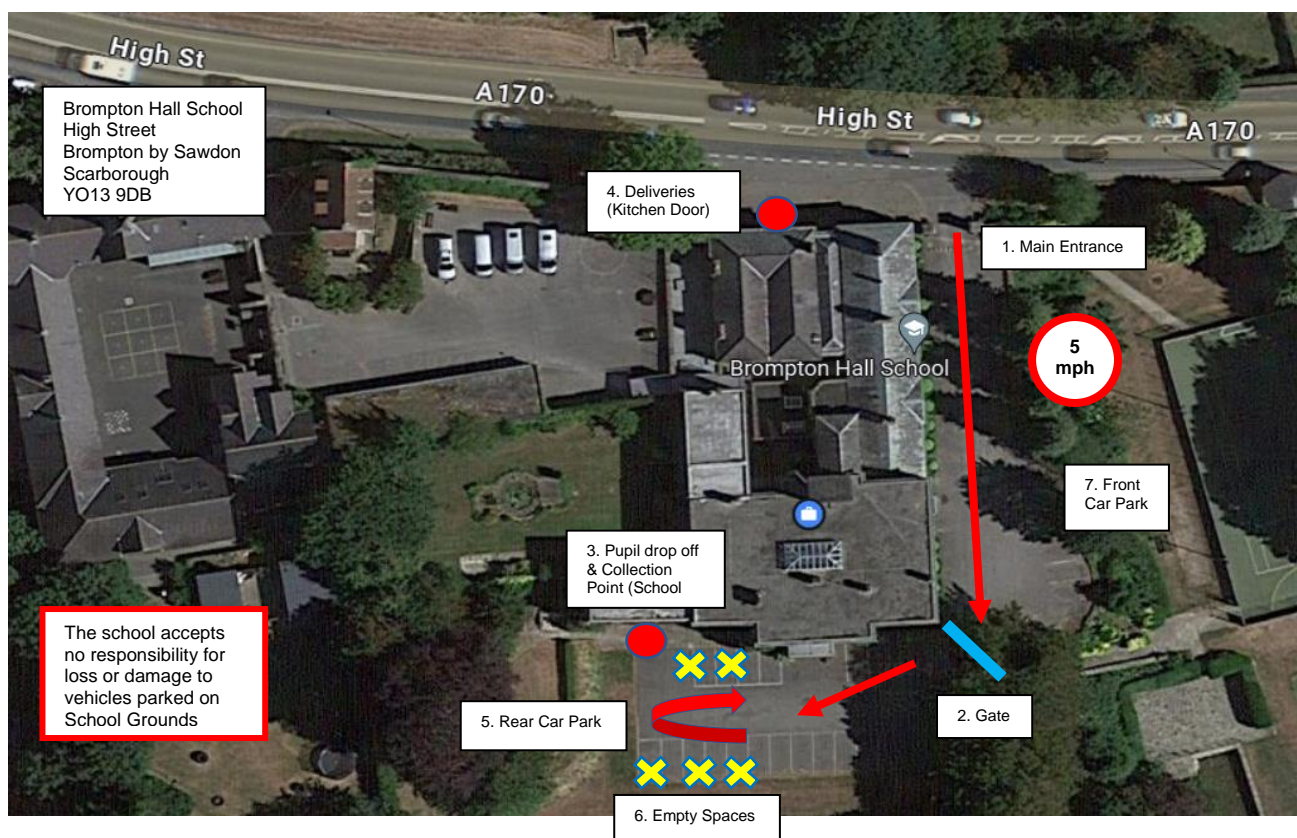 High St
A170
High St
A170
Brompton Hall School
High Street
Brompton by Sawdon
Scarborough
YO13 9DB
4. Deliveries
(Kitchen Door)
1. Main Entrance
5
mph
Brompton Hall School
7. Front
Car Park
3. Pupil drop off
& Collection
Point (School
The school accepts
no responsibility for
loss or damage to
vehicles parked on
School Grounds
5. Rear Car Park
2. Gate
6. Empty Spaces